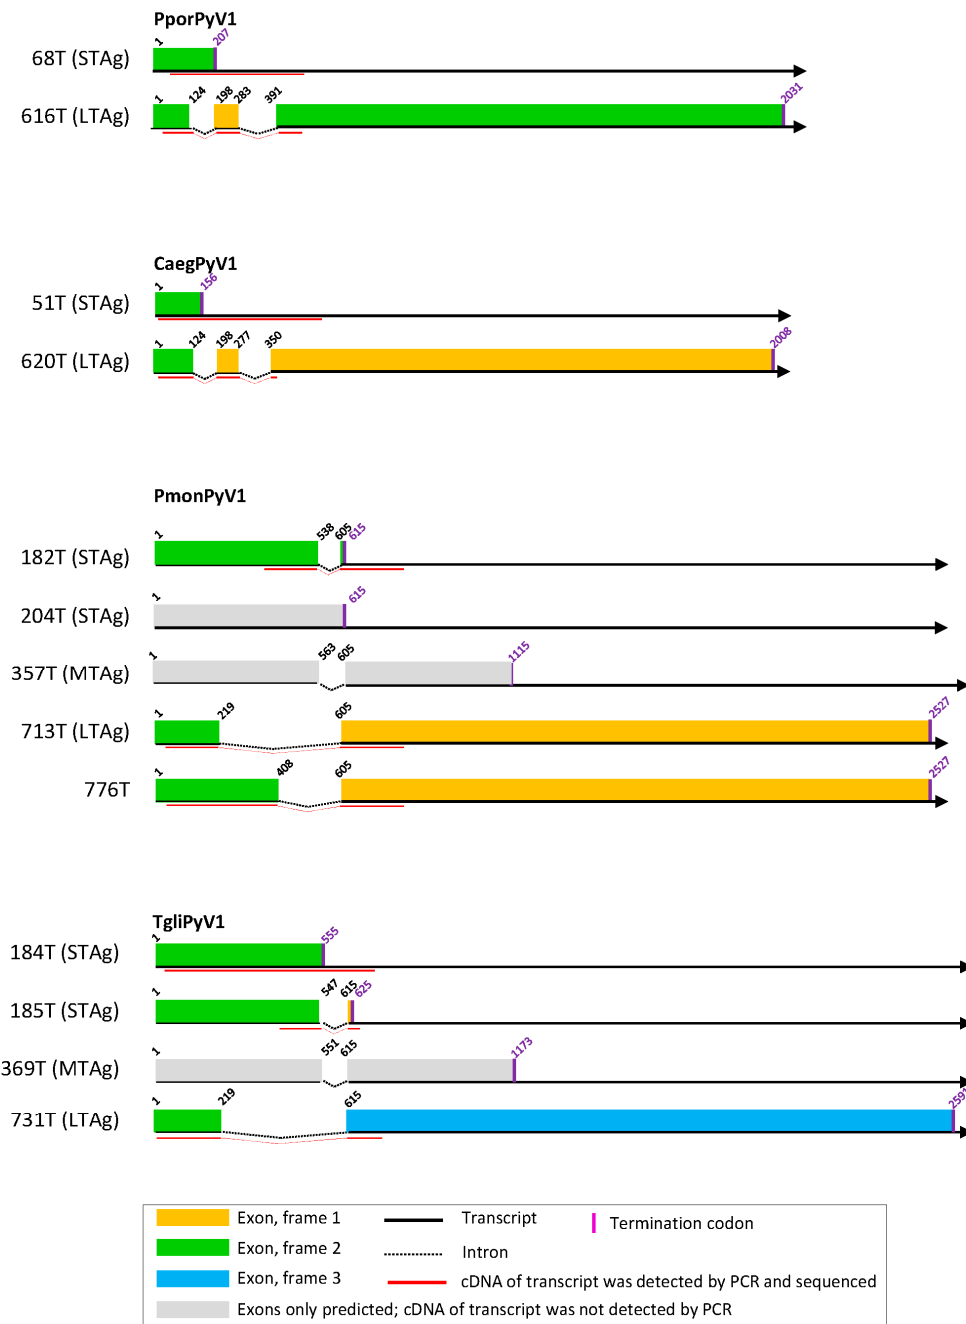 PporPyV1
1 207
68T (STAg)
1 124 198 283 391 2031
616T (LTAg)
CaegPyV1
1 156
51T (STAg)
1 124 198 277 350 2008
620T (LTAg)
PmonPyV1
1 538 605 615
182T (STAg)
1 615
204T (STAg)
1 563 605 1115
357T (MTAg)
1 219 605 2527
713T (LTAg)
1 408 605 2527
776T
TgliPyV1
1 555
184T (STAg)
1 547 615 625
185T (STAg)
1 551 615 1173
369T (MTAg)
1 219 615 2591
731T (LTAg)
Exon, frame 1 Transcript Termination codon
Exon, frame 2 Intron
Exon, frame 3 cDNA of transcript was detected by PCR and sequenced
Exons only predicted; cDNA of transcript was not detected by PCR